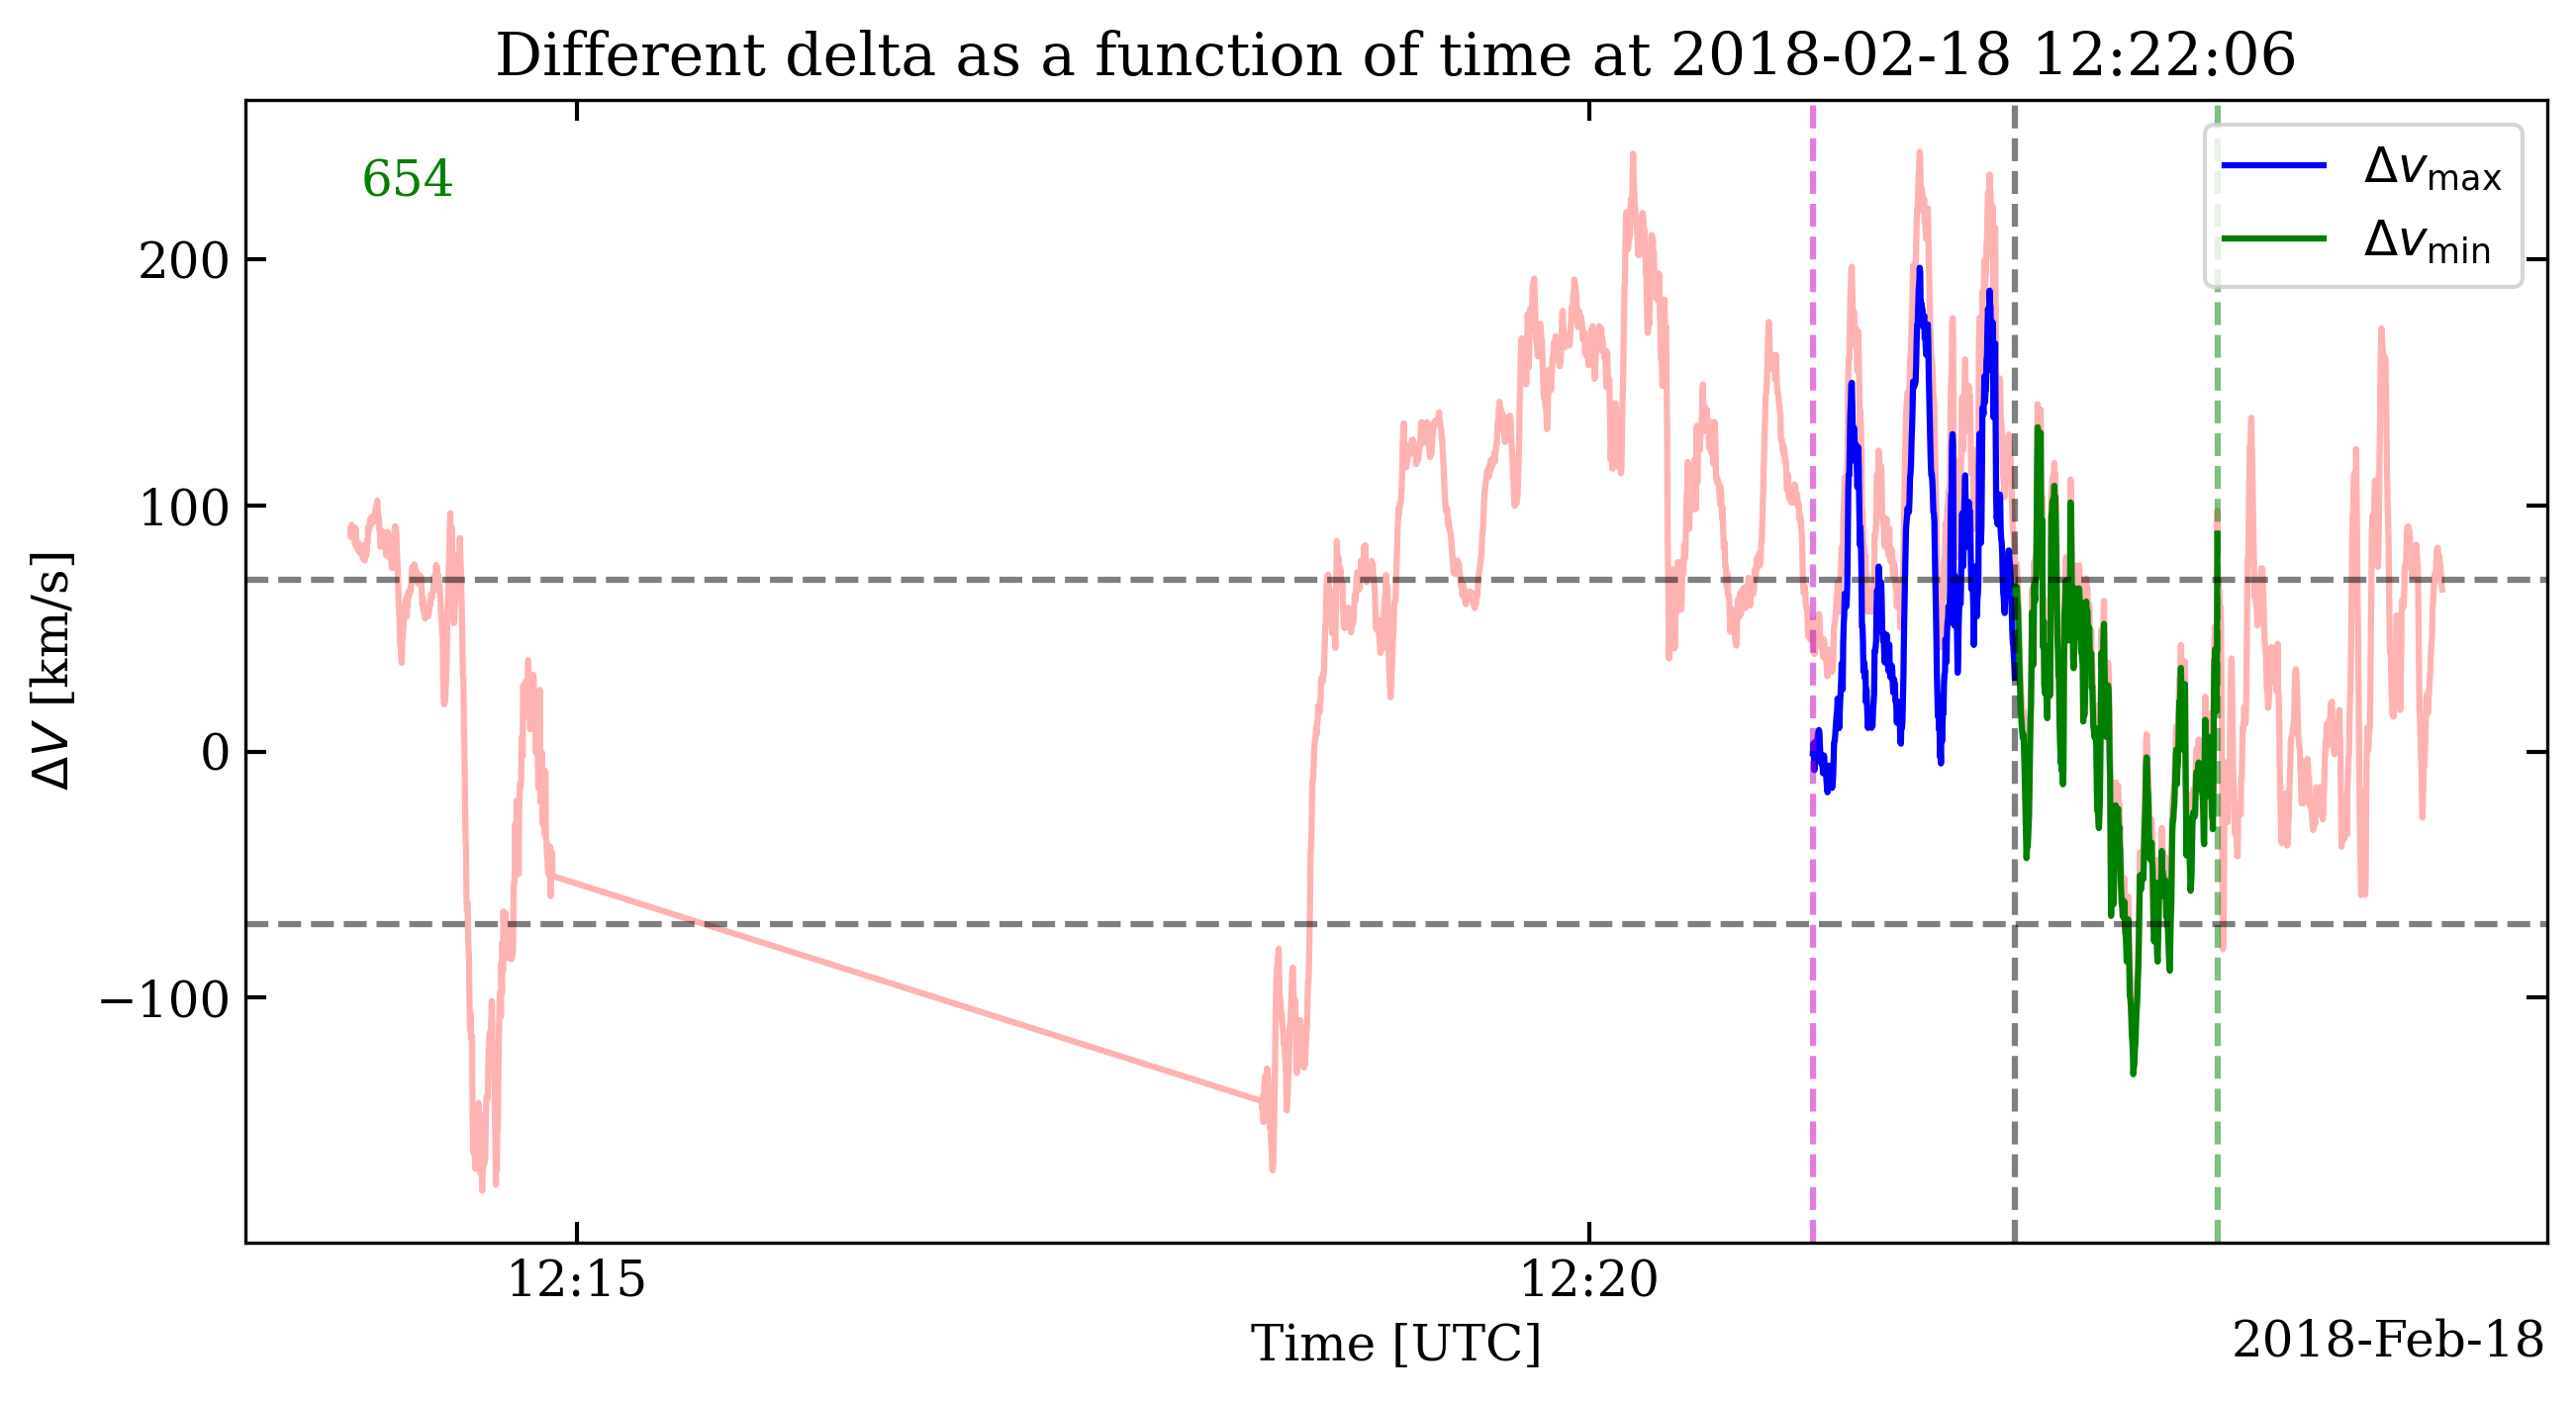 Different delta as a function of time at 2018-02-18 12:22:06
654
Δv_max
Δv_min
200
100
0
−100
ΔV [km/s]
12:15
12:20
Time [UTC]
2018-Feb-18